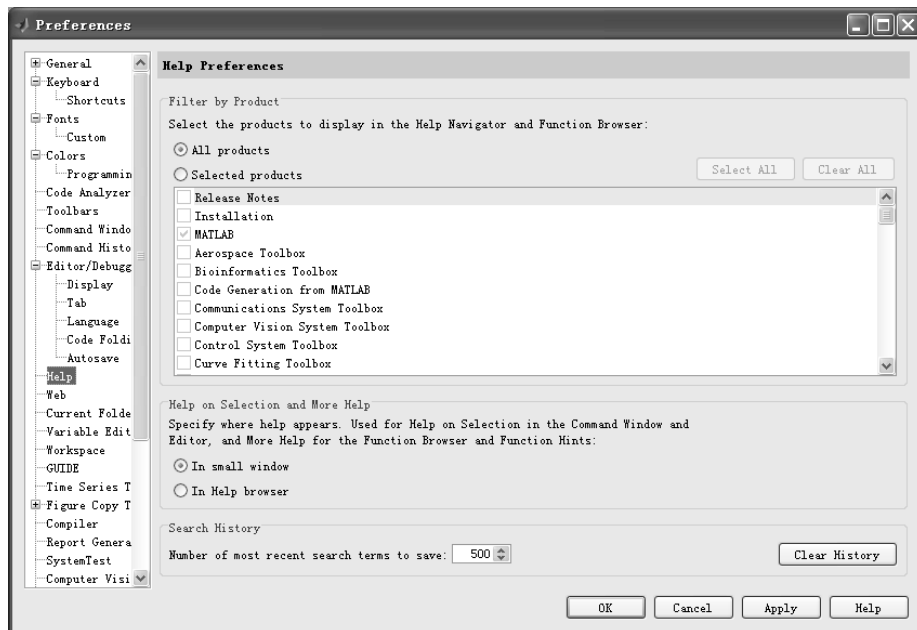 Preferences
General
Keyboard
Shortcuts
Fonts
Custom
Colors
Programmin
Code Analyzer
Toolbars
Command Windo
Command Histo
Editor/Debugg
Display
Tab
Language
Code Foldi
Autosave
Help
Web
Current Folde
Variable Edit
Workspace
GUIDE
Time Series T
Figure Copy T
Compiler
Report Genera
SystemTest
Computer Visi
Help Preferences
Filter by Product
Select the products to display in the Help Navigator and Function Browser:
All products
Selected products
Select All
Clear All
Release Notes
Installation
MATLAB
Aerospace Toolbox
Bioinformatics Toolbox
Code Generation from MATLAB
Communications System Toolbox
Computer Vision System Toolbox
Control System Toolbox
Curve Fitting Toolbox
Help on Selection and More Help
Specify where help appears. Used for Help on Selection in the Command Window and
Editor, and More Help for the Function Browser and Function Hints:
In small window
In Help browser
Search History
Number of most recent search terms to save: 500
Clear History
OK
Cancel
Apply
Help